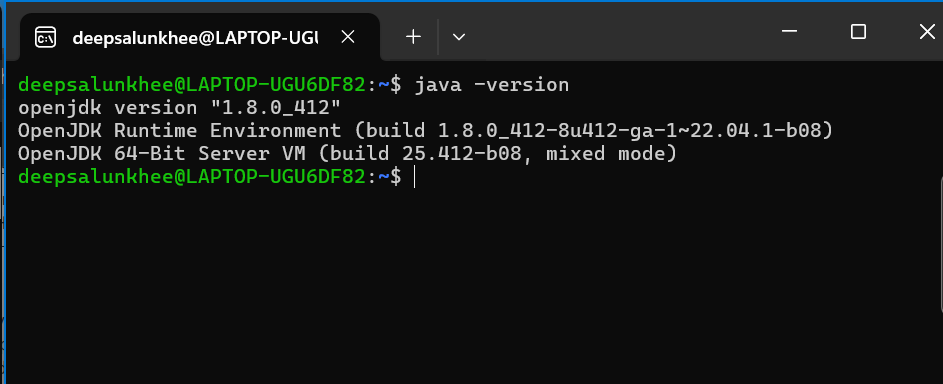 deepsalunkhee@LAPTOP-UGU
deepsalunkhee@LAPTOP-UGU6DF82:~$ java -version
openjdk version "1.8.0_412"
OpenJDK Runtime Environment (build 1.8.0_412-8u412-ga-1~22.04.1-b08)
OpenJDK 64-Bit Server VM (build 25.412-b08, mixed mode)
deepsalunkhee@LAPTOP-UGU6DF82:~$